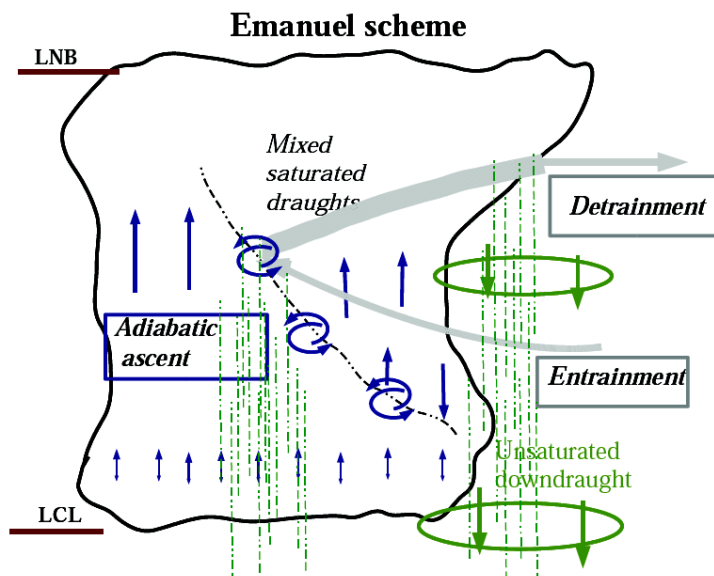 Emanuel scheme
LNB
Mixed
saturated
draughts
Detrainment
Adiabatic
ascent
Entrainment
Unsaturated
downdraught
LCL